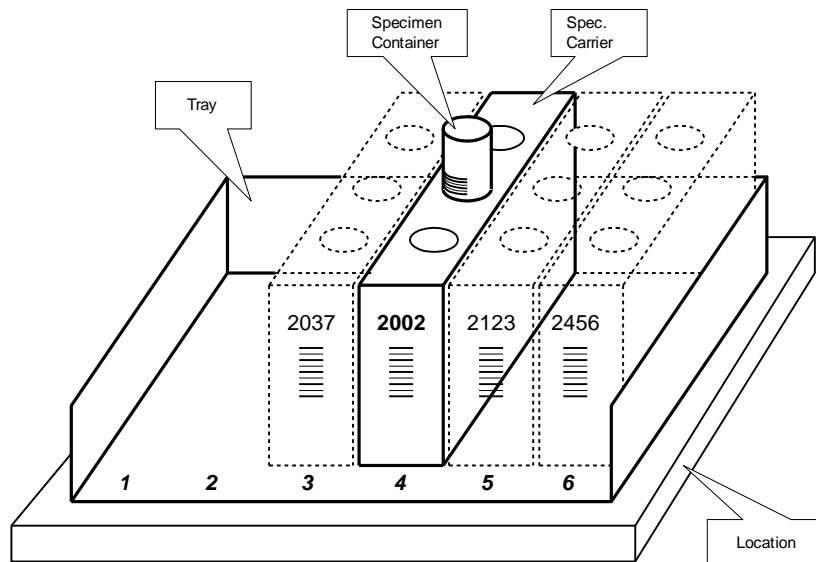 Specimen
Container
Spec.
Carrier
Tray
2037 2002 2123 2456
1 2 3 4 5 6
Location